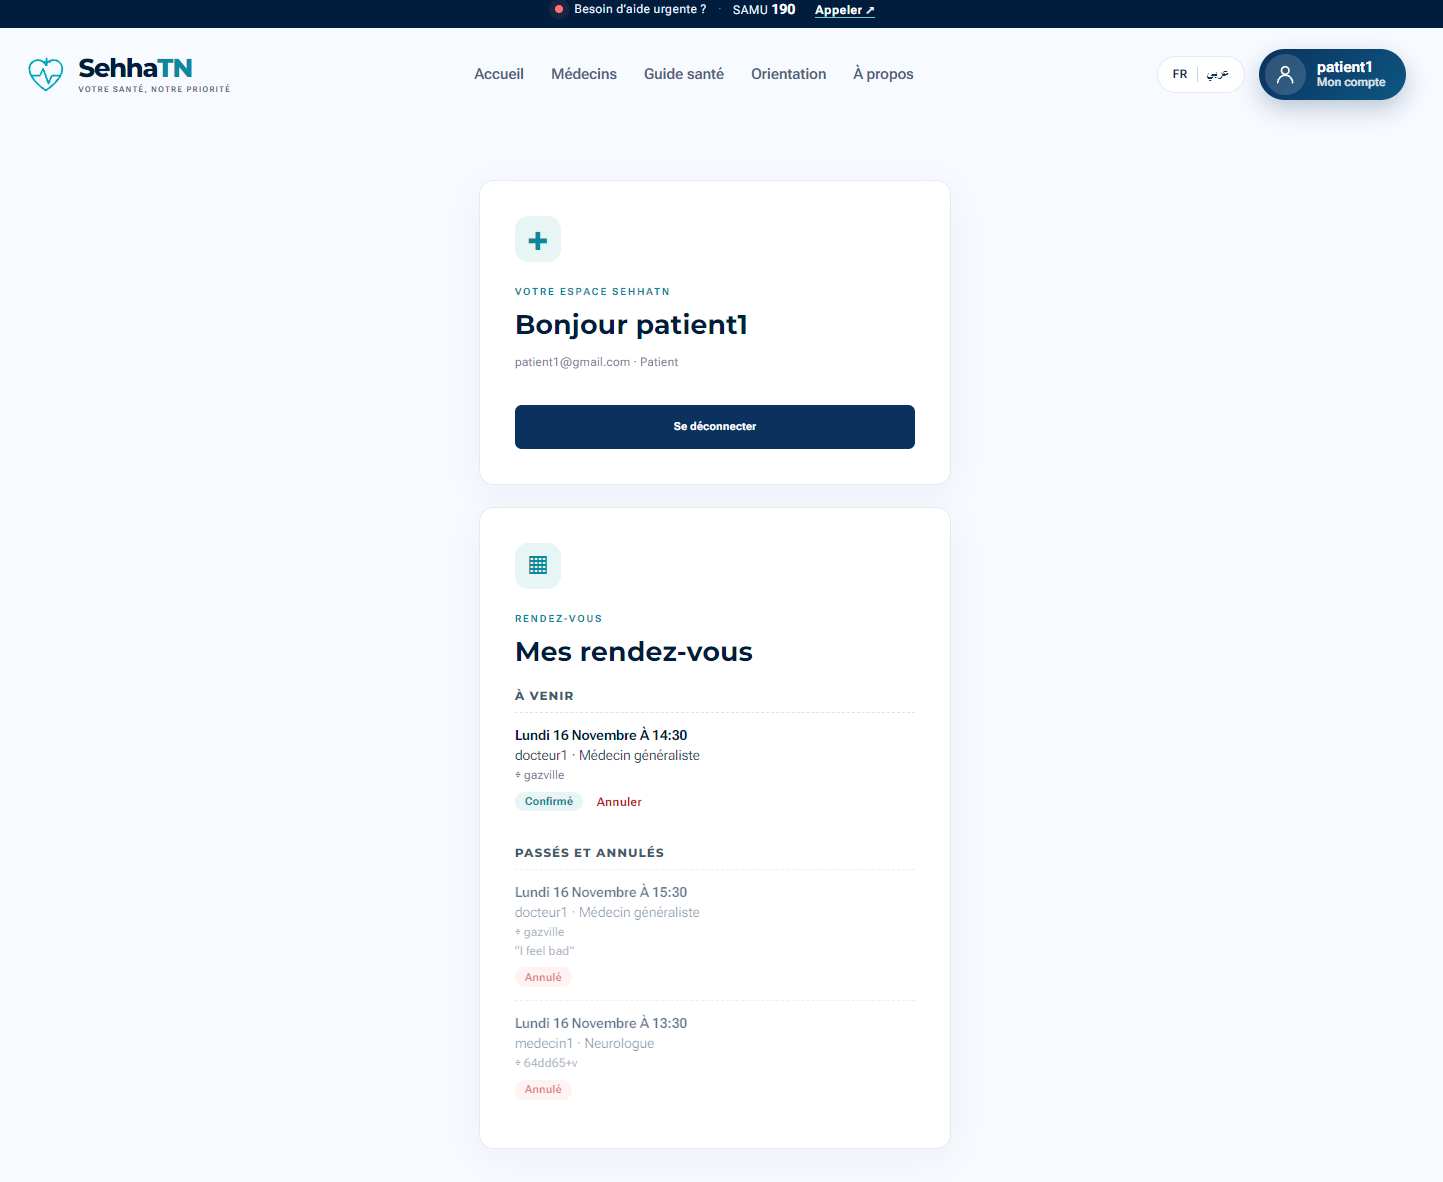 Besoin d'aide urgente ? · SAMU 190 Appeler ↗
SehhaTN
VOTRE SANTÉ, NOTRE PRIORITÉ
Accueil Médecins Guide santé Orientation À propos
FR عربي
patient1
Mon compte
VOTRE ESPACE SEHHATN
Bonjour patient1
patient1@gmail.com · Patient
Se déconnecter
RENDEZ-VOUS
Mes rendez-vous
À VENIR
Lundi 16 Novembre À 14:30
docteur1 · Médecin généraliste
⌖ gazville
Confirmé Annuler
PASSÉS ET ANNULÉS
Lundi 16 Novembre À 15:30
docteur1 · Médecin généraliste
⌖ gazville
"I feel bad"
Annulé
Lundi 16 Novembre À 13:30
medecin1 · Neurologue
⌖ 64dd65+v
Annulé